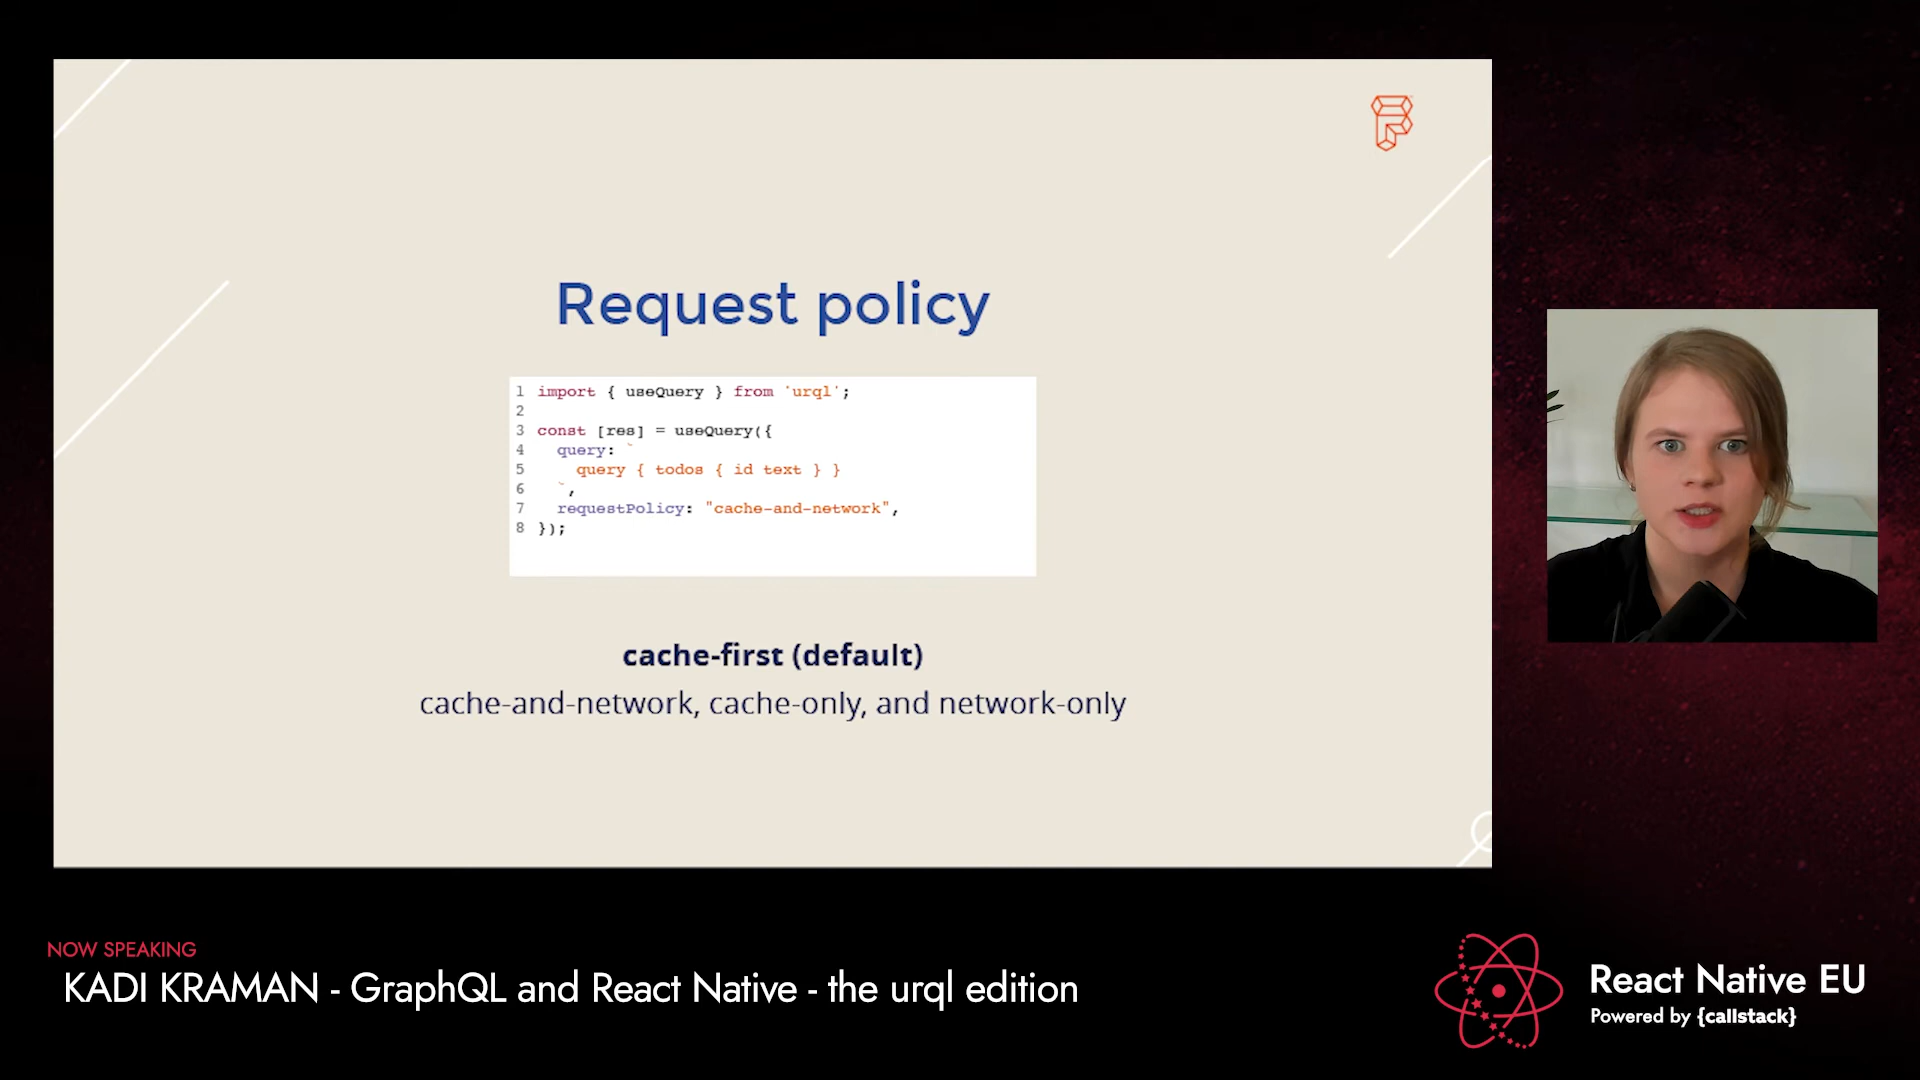 Request policy
1 import { useQuery } from 'urql';
2
3 const [res] = useQuery({
4 query: `
5 query { todos { id text } }
6 `,
7 requestPolicy: "cache-and-network",
8 });
cache-first (default)
cache-and-network, cache-only, and network-only
NOW SPEAKING
KADI KRAMAN - GraphQL and React Native - the urql edition
React Native EU
Powered by {callstack}